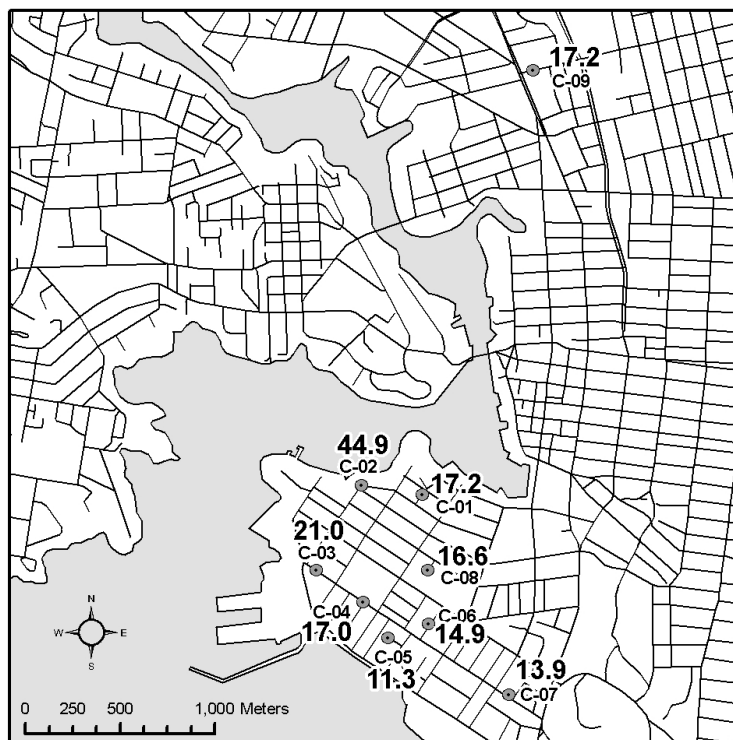 17.2
C-09
44.9
C-02
17.2
C-01
21.0
C-03
16.6
C-08
C-04
17.0
C-06
14.9
C-05
11.3
13.9
C-07
N
W E
S
0 250 500 1,000 Meters